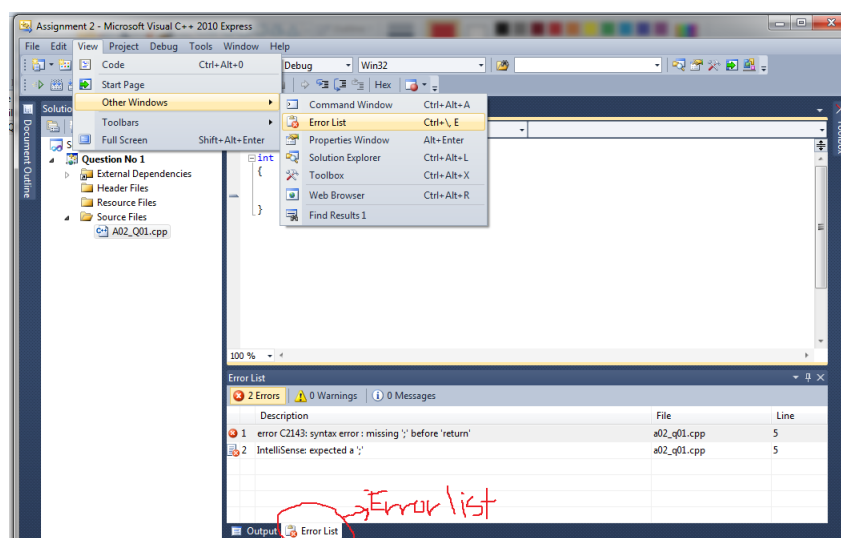 Assignment 2 - Microsoft Visual C++ 2010 Express
File Edit View Project Debug Tools Window Help
Debug Win32
Hex
Code Ctrl+Alt+0
Start Page
Other Windows
Toolbars
Full Screen Shift+Alt+Enter
Command Window Ctrl+Alt+A
Error List Ctrl+\, E
Properties Window Alt+Enter
Solution Explorer Ctrl+Alt+L
Toolbox Ctrl+Alt+X
Web Browser Ctrl+Alt+R
Find Results 1
Document Outline
Toolbox
Question No 1
External Dependencies
Header Files
Resource Files
Source Files
A02_Q01.cpp
int
{
}
100 %
Error List
2 Errors 0 Warnings 0 Messages
Description File Line
1 error C2143: syntax error : missing ';' before 'return' a02_q01.cpp 5
2 IntelliSense: expected a ';' a02_q01.cpp 5
Error list
Output Error List